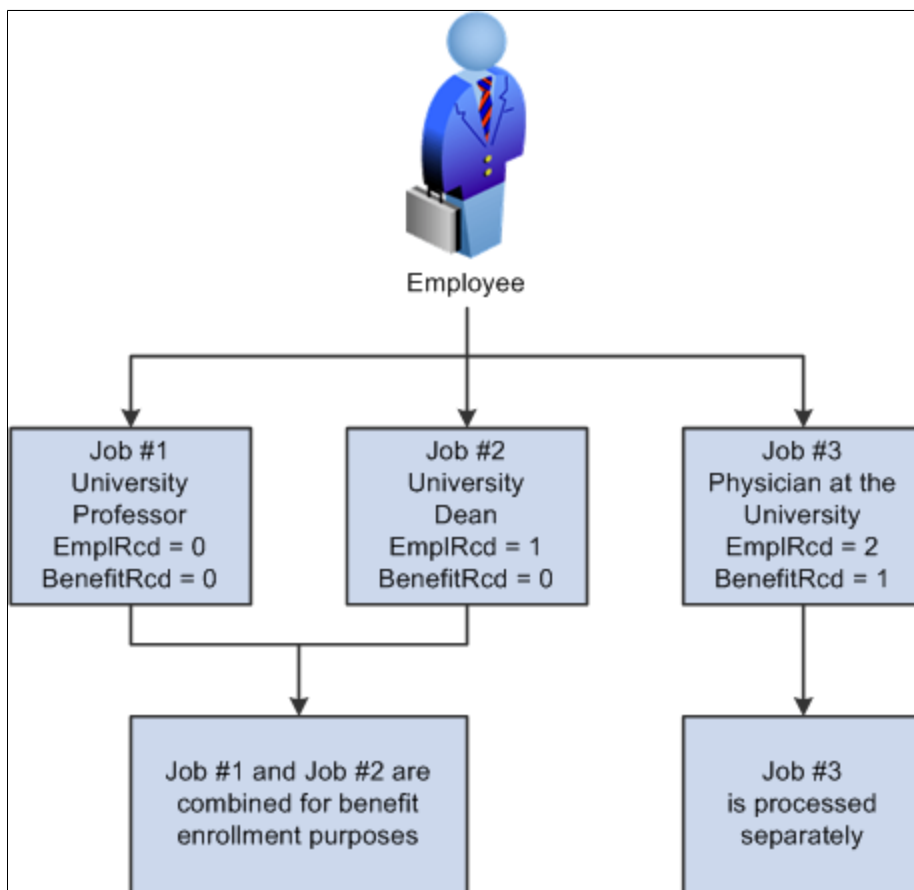 Employee
Job #1
University
Professor
EmplRcd = 0
BenefitRcd = 0
Job #2
University
Dean
EmplRcd = 1
BenefitRcd = 0
Job #3
Physician at the
University
EmplRcd = 2
BenefitRcd = 1
Job #1 and Job #2 are
combined for benefit
enrollment purposes
Job #3
is processed
separately